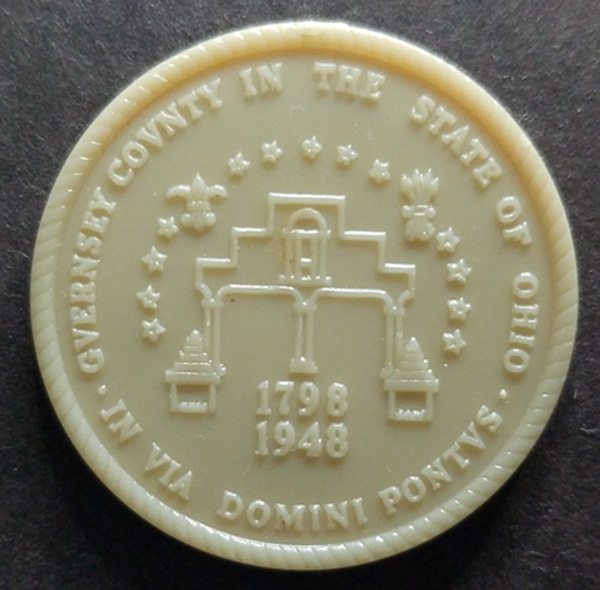 GVERNSEY COVNTY IN THE STATE OF OHIO
· IN VIA DOMINI PONTVS ·
1798
1948